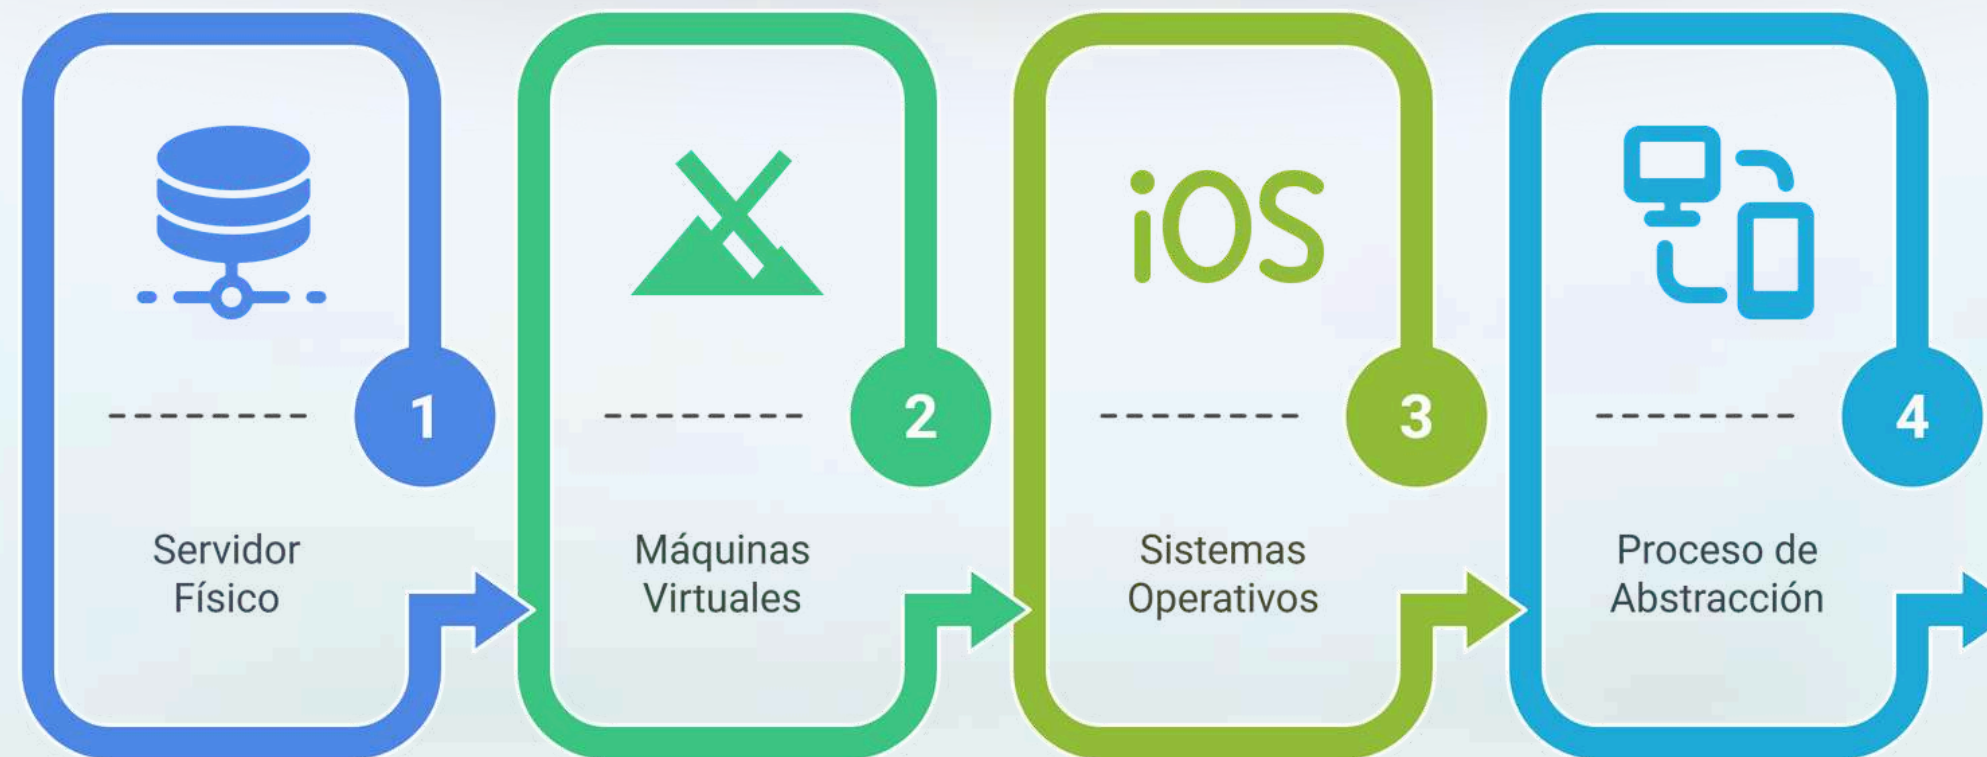 iOS
1
2
3
4
Servidor
Físico
Máquinas
Virtuales
Sistemas
Operativos
Proceso de
Abstracción